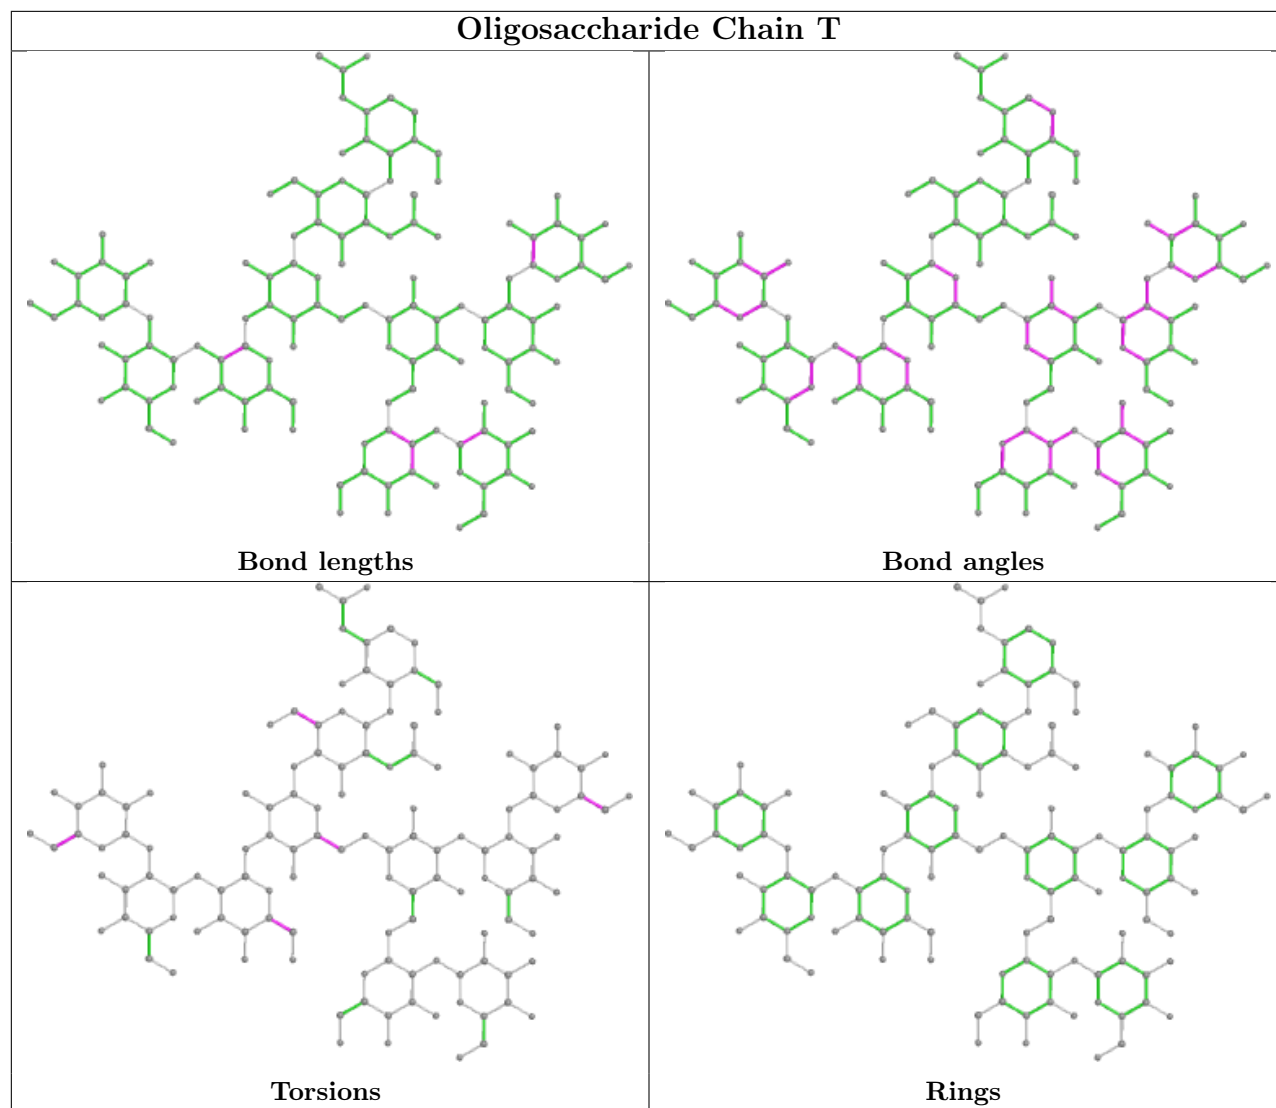 Oligosaccharide Chain T
Bond lengths
Bond angles
Torsions
Rings